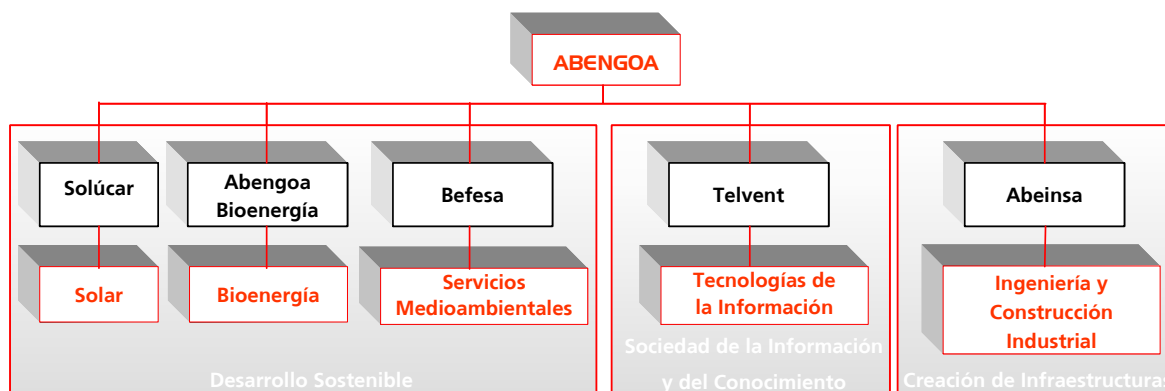 ABENGOA
Solúcar
Abengoa
Bioenergía
Befesa
Telvent
Abeinsa
Solar
Bioenergía
Servicios
Medioambientales
Tecnologías de
la Información
Ingeniería y
Construcción
Industrial
Desarrollo Sostenible
Sociedad de la Información
y del Conocimiento
Creación de Infraestructuras